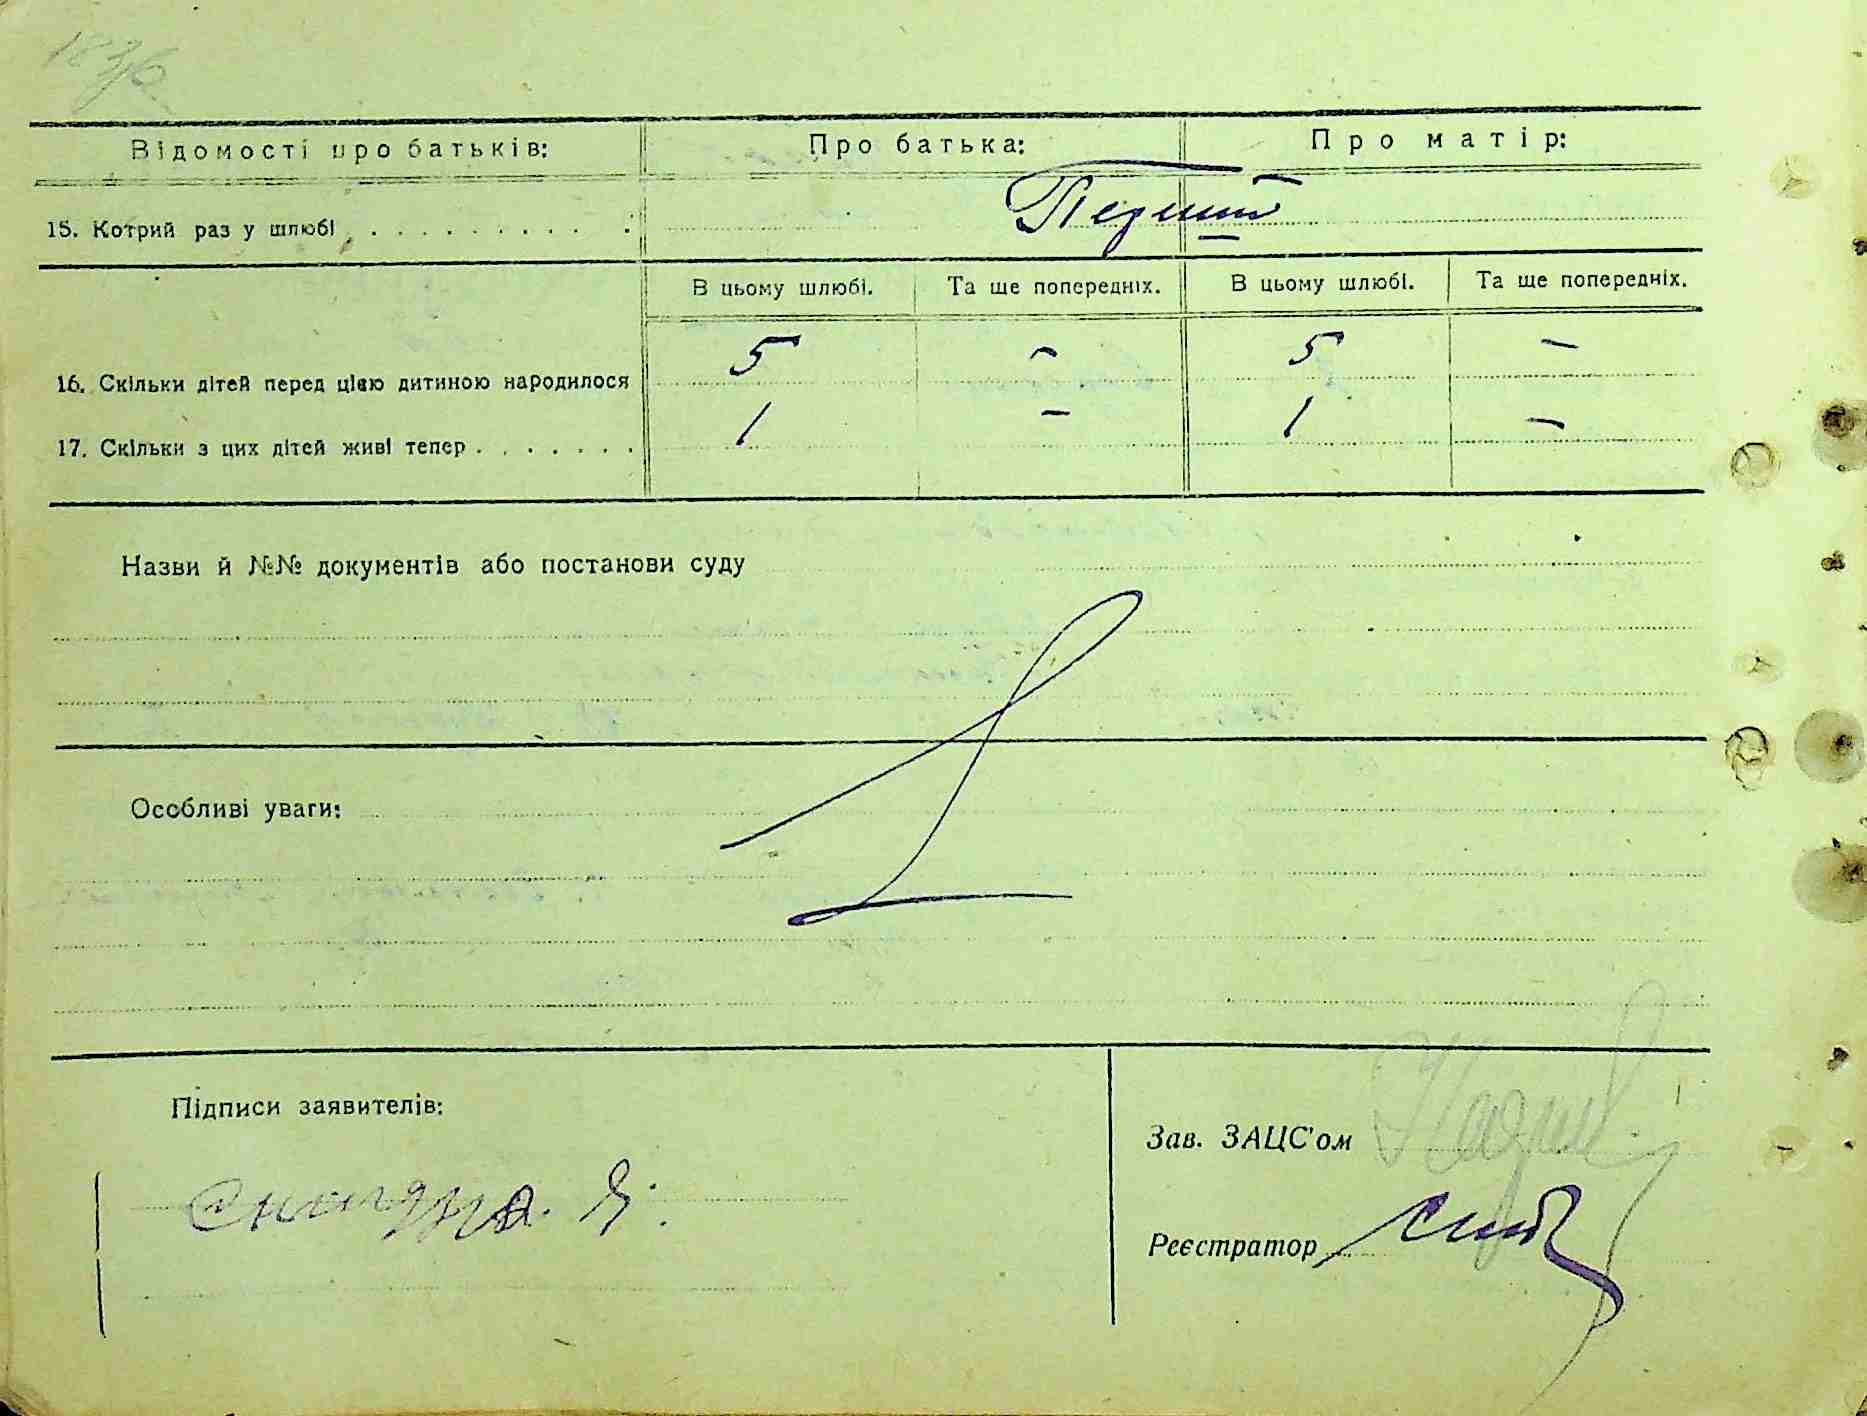 Відомості про батьків: Про батька: Про матір:
15. Котрий раз у шлюбі . . . . . . . . . . Первий
В цьому шлюбі. Та ще попередніх. В цьому шлюбі. Та ще попередніх.
16. Скільки дітей перед цією дитиною народилося 5 - 5 -
17. Скільки з цих дітей живі тепер . . . . . . . 1 - 1 -
Назви й №№ документів або постанови суду
Особливі уваги:
Підписи заявителів:
Зав. ЗАЦС'ом
Реєстратор